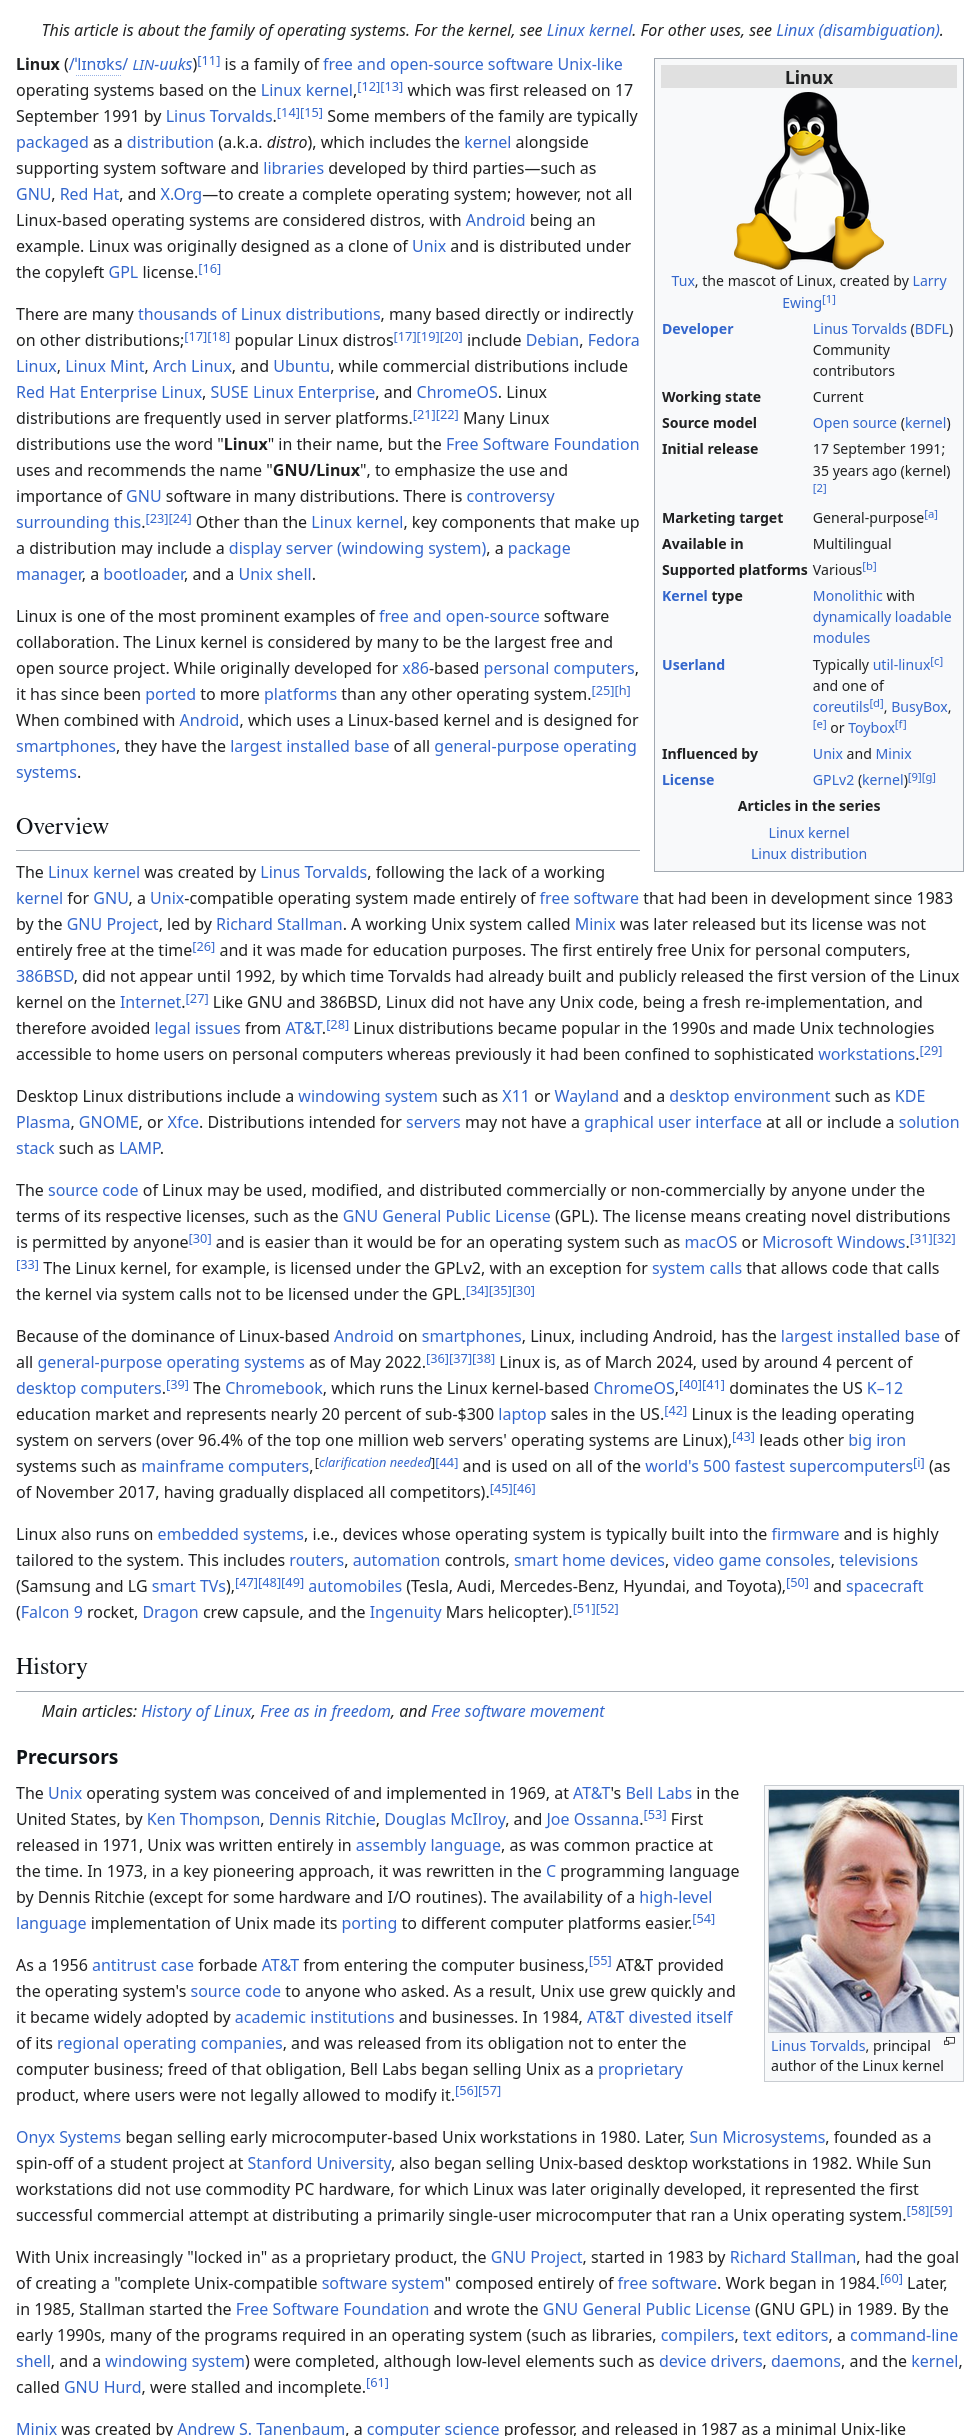 This article is about the family of operating systems. For the kernel, see Linux kernel. For other uses, see Linux (disambiguation).
Linux (/ˈlɪnʊks/ LIN-uuks)[11] is a family of free and open-source software Unix-like
operating systems based on the Linux kernel,[12][13] which was first released on 17
September 1991 by Linus Torvalds.[14][15] Some members of the family are typically
packaged as a distribution (a.k.a. distro), which includes the kernel alongside
supporting system software and libraries developed by third parties—such as
GNU, Red Hat, and X.Org—to create a complete operating system; however, not all
Linux-based operating systems are considered distros, with Android being an
example. Linux was originally designed as a clone of Unix and is distributed under
the copyleft GPL license.[16]
There are many thousands of Linux distributions, many based directly or indirectly
on other distributions;[17][18] popular Linux distros[17][19][20] include Debian, Fedora
Linux, Linux Mint, Arch Linux, and Ubuntu, while commercial distributions include
Red Hat Enterprise Linux, SUSE Linux Enterprise, and ChromeOS. Linux
distributions are frequently used in server platforms.[21][22] Many Linux
distributions use the word "Linux" in their name, but the Free Software Foundation
uses and recommends the name "GNU/Linux", to emphasize the use and
importance of GNU software in many distributions. There is controversy
surrounding this.[23][24] Other than the Linux kernel, key components that make up
a distribution may include a display server (windowing system), a package
manager, a bootloader, and a Unix shell.
Linux is one of the most prominent examples of free and open-source software
collaboration. The Linux kernel is considered by many to be the largest free and
open source project. While originally developed for x86-based personal computers,
it has since been ported to more platforms than any other operating system.[25][h]
When combined with Android, which uses a Linux-based kernel and is designed for
smartphones, they have the largest installed base of all general-purpose operating
systems.
Linux
Tux, the mascot of Linux, created by Larry
Ewing[1]
Developer Linus Torvalds (BDFL)
Community
contributors
Working state Current
Source model Open source (kernel)
Initial release 17 September 1991;
35 years ago (kernel)
[2]
Marketing target General-purpose[a]
Available in Multilingual
Supported platforms Various[b]
Kernel type Monolithic with
dynamically loadable
modules
Userland Typically util-linux[c]
and one of
coreutils[d], BusyBox,
[e] or Toybox[f]
Influenced by Unix and Minix
License GPLv2 (kernel)[9][g]
Articles in the series
Linux kernel
Linux distribution
Overview
The Linux kernel was created by Linus Torvalds, following the lack of a working
kernel for GNU, a Unix-compatible operating system made entirely of free software that had been in development since 1983
by the GNU Project, led by Richard Stallman. A working Unix system called Minix was later released but its license was not
entirely free at the time[26] and it was made for education purposes. The first entirely free Unix for personal computers,
386BSD, did not appear until 1992, by which time Torvalds had already built and publicly released the first version of the Linux
kernel on the Internet.[27] Like GNU and 386BSD, Linux did not have any Unix code, being a fresh re-implementation, and
therefore avoided legal issues from AT&T.[28] Linux distributions became popular in the 1990s and made Unix technologies
accessible to home users on personal computers whereas previously it had been confined to sophisticated workstations.[29]
Desktop Linux distributions include a windowing system such as X11 or Wayland and a desktop environment such as KDE
Plasma, GNOME, or Xfce. Distributions intended for servers may not have a graphical user interface at all or include a solution
stack such as LAMP.
The source code of Linux may be used, modified, and distributed commercially or non-commercially by anyone under the
terms of its respective licenses, such as the GNU General Public License (GPL). The license means creating novel distributions
is permitted by anyone[30] and is easier than it would be for an operating system such as macOS or Microsoft Windows.[31][32]
[33] The Linux kernel, for example, is licensed under the GPLv2, with an exception for system calls that allows code that calls
the kernel via system calls not to be licensed under the GPL.[34][35][30]
Because of the dominance of Linux-based Android on smartphones, Linux, including Android, has the largest installed base of
all general-purpose operating systems as of May 2022.[36][37][38] Linux is, as of March 2024, used by around 4 percent of
desktop computers.[39] The Chromebook, which runs the Linux kernel-based ChromeOS,[40][41] dominates the US K–12
education market and represents nearly 20 percent of sub-$300 laptop sales in the US.[42] Linux is the leading operating
system on servers (over 96.4% of the top one million web servers' operating systems are Linux),[43] leads other big iron
systems such as mainframe computers,[clarification needed][44] and is used on all of the world's 500 fastest supercomputers[i] (as
of November 2017, having gradually displaced all competitors).[45][46]
Linux also runs on embedded systems, i.e., devices whose operating system is typically built into the firmware and is highly
tailored to the system. This includes routers, automation controls, smart home devices, video game consoles, televisions
(Samsung and LG smart TVs),[47][48][49] automobiles (Tesla, Audi, Mercedes-Benz, Hyundai, and Toyota),[50] and spacecraft
(Falcon 9 rocket, Dragon crew capsule, and the Ingenuity Mars helicopter).[51][52]
History
Main articles: History of Linux, Free as in freedom, and Free software movement
Precursors
The Unix operating system was conceived of and implemented in 1969, at AT&T's Bell Labs in the
United States, by Ken Thompson, Dennis Ritchie, Douglas McIlroy, and Joe Ossanna.[53] First
released in 1971, Unix was written entirely in assembly language, as was common practice at
the time. In 1973, in a key pioneering approach, it was rewritten in the C programming language
by Dennis Ritchie (except for some hardware and I/O routines). The availability of a high-level
language implementation of Unix made its porting to different computer platforms easier.[54]
As a 1956 antitrust case forbade AT&T from entering the computer business,[55] AT&T provided
the operating system's source code to anyone who asked. As a result, Unix use grew quickly and
it became widely adopted by academic institutions and businesses. In 1984, AT&T divested itself
of its regional operating companies, and was released from its obligation not to enter the
computer business; freed of that obligation, Bell Labs began selling Unix as a proprietary
product, where users were not legally allowed to modify it.[56][57]
Linus Torvalds, principal
author of the Linux kernel
Onyx Systems began selling early microcomputer-based Unix workstations in 1980. Later, Sun Microsystems, founded as a
spin-off of a student project at Stanford University, also began selling Unix-based desktop workstations in 1982. While Sun
workstations did not use commodity PC hardware, for which Linux was later originally developed, it represented the first
successful commercial attempt at distributing a primarily single-user microcomputer that ran a Unix operating system.[58][59]
With Unix increasingly "locked in" as a proprietary product, the GNU Project, started in 1983 by Richard Stallman, had the goal
of creating a "complete Unix-compatible software system" composed entirely of free software. Work began in 1984.[60] Later,
in 1985, Stallman started the Free Software Foundation and wrote the GNU General Public License (GNU GPL) in 1989. By the
early 1990s, many of the programs required in an operating system (such as libraries, compilers, text editors, a command-line
shell, and a windowing system) were completed, although low-level elements such as device drivers, daemons, and the kernel,
called GNU Hurd, were stalled and incomplete.[61]
Minix was created by Andrew S. Tanenbaum, a computer science professor, and released in 1987 as a minimal Unix-like